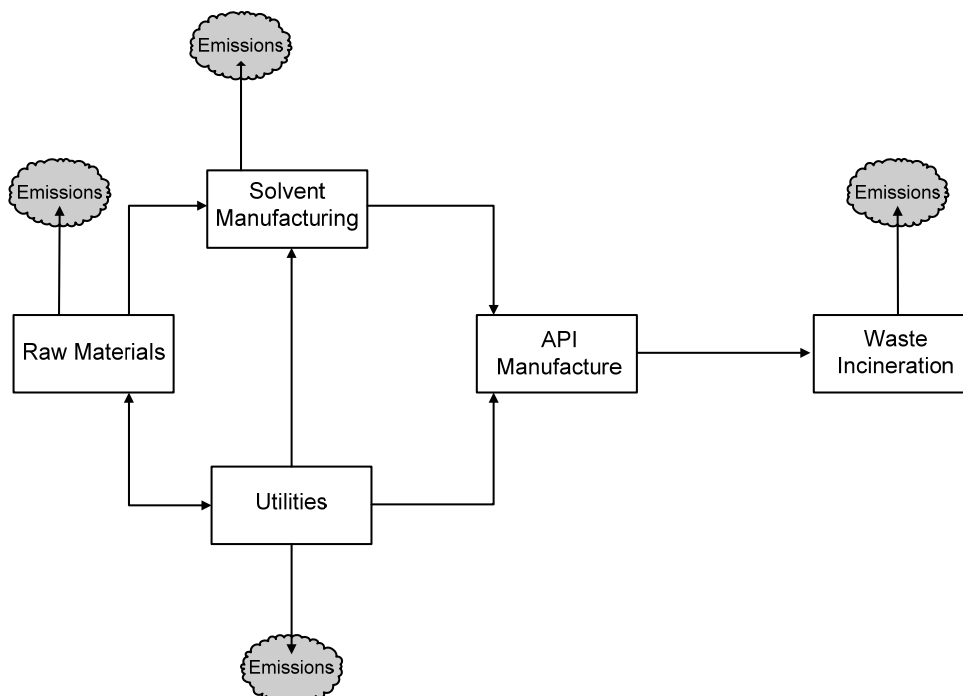 Emissions
Emissions
Solvent
Manufacturing
Emissions
Raw Materials
API
Manufacture
Waste
Incineration
Utilities
Emissions